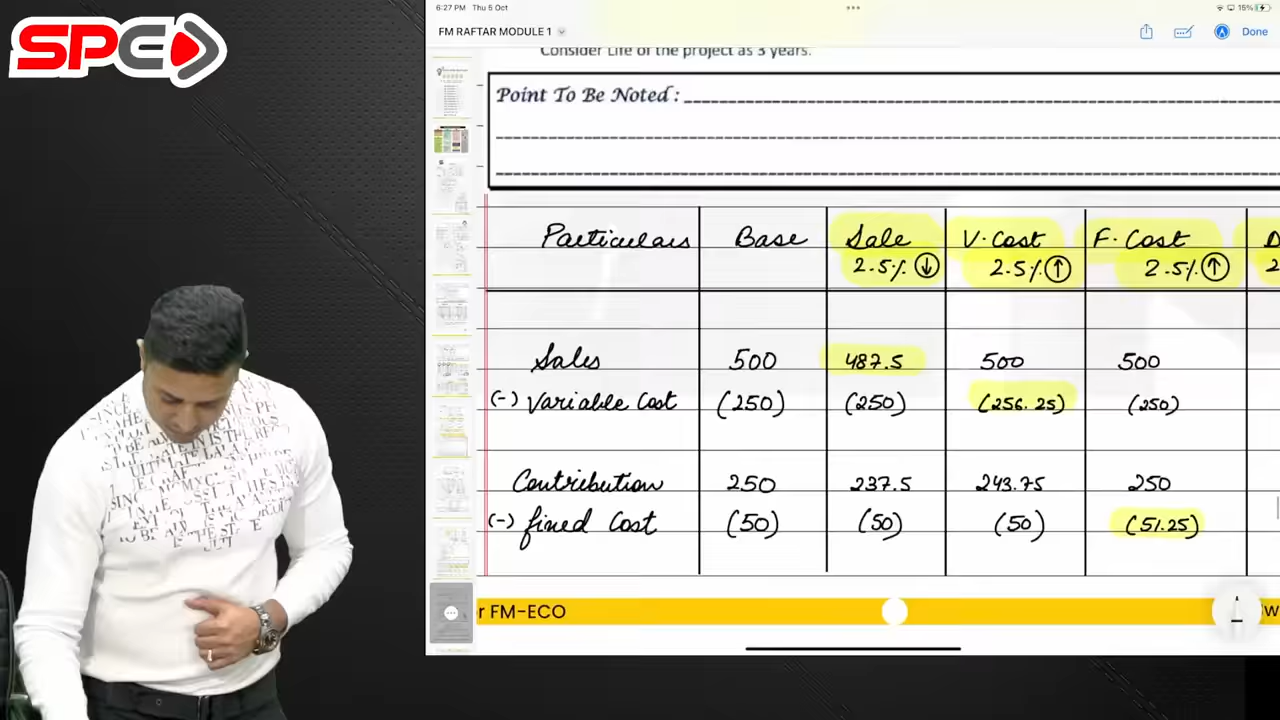 SPC
6:27 PM Thu 5 Oct
15%
FM RAFTAR MODULE 1
Done
Consider Life of the project as 3 years.
Point To Be Noted :
Particulars Base Sale V. Cost F. Cost
2.5% ↓ 2.5% ↑ 2.5% ↑
Sales 500 487.5 500 500
(-) Variable Cost (250) (250) (256.25) (250)
Contribution 250 237.5 243.75 250
(-) fixed Cost (50) (50) (50) (51.25)
r FM-ECO